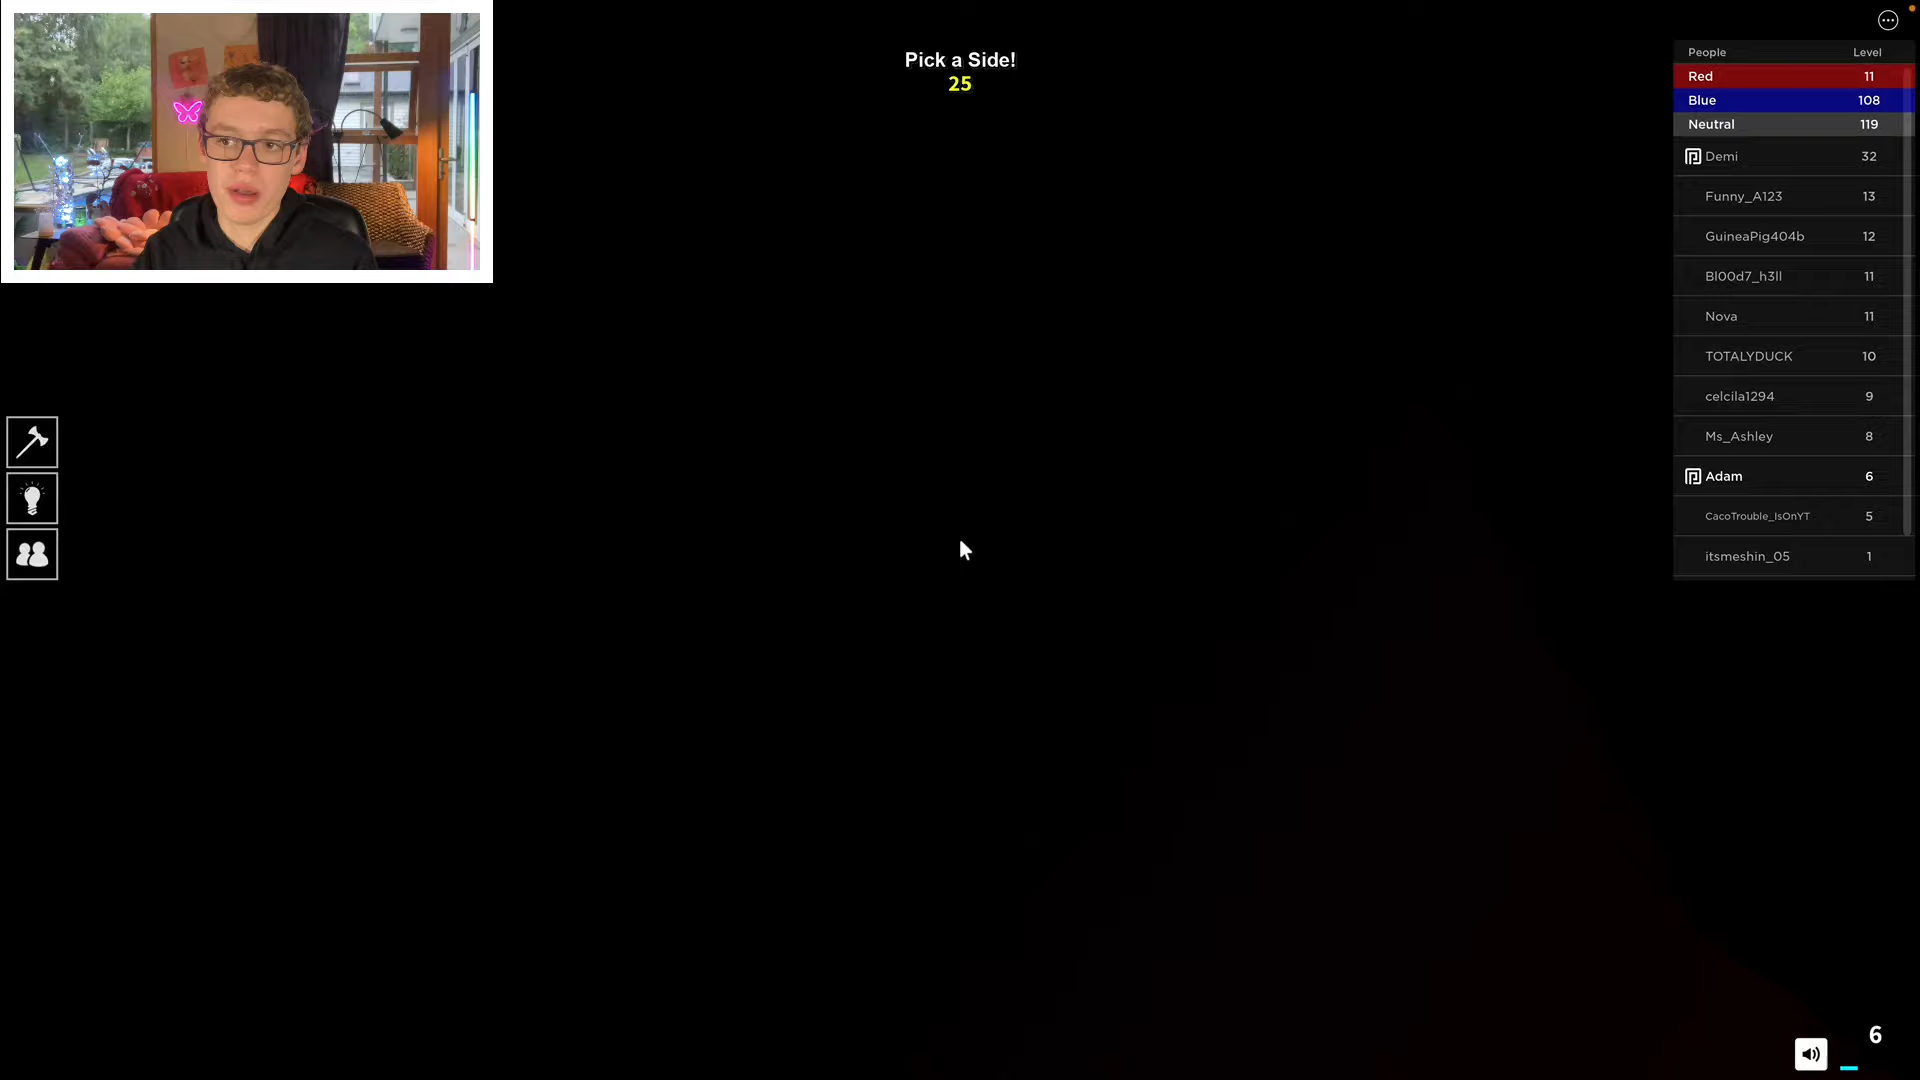 Pick a Side!
25
People Level
Red 11
Blue 108
Neutral 119
Demi 32
Funny_A123 13
GuineaPig404b 12
Bl00d7_h3ll 11
Nova 11
TOTALYDUCK 10
celcila1294 9
Ms_Ashley 8
Adam 6
CacoTrouble_IsOnYT 5
itsmeshin_05 1
6